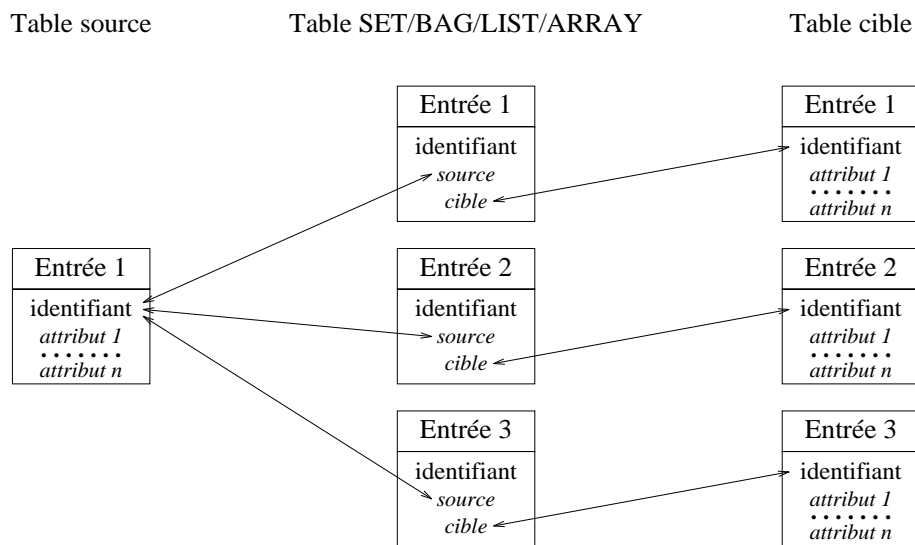 Table source
Table SET/BAG/LIST/ARRAY
Table cible
Entrée 1
identifiant
attribut 1
.......
attribut n
Entrée 1
identifiant
source
cible
Entrée 2
identifiant
source
cible
Entrée 3
identifiant
source
cible
Entrée 1
identifiant
attribut 1
.......
attribut n
Entrée 2
identifiant
attribut 1
.......
attribut n
Entrée 3
identifiant
attribut 1
.......
attribut n